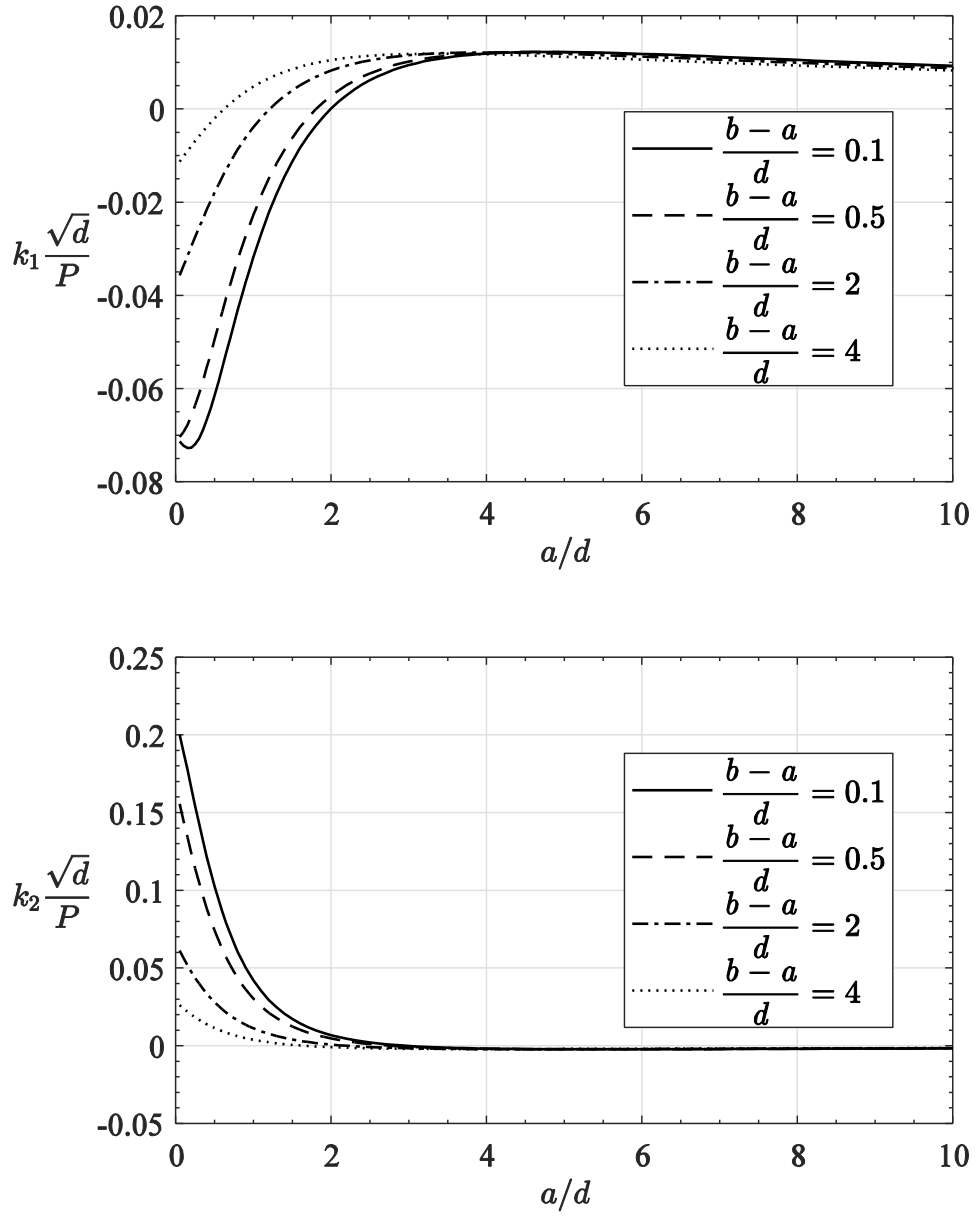 0.02
0
-0.02
-0.04
-0.06
-0.08
k₁ √d/P
(b − a)/d = 0.1
(b − a)/d = 0.5
(b − a)/d = 2
(b − a)/d = 4
0 2 4 6 8 10
a/d
0.25
0.2
0.15
0.1
0.05
0
-0.05
k₂ √d/P
(b − a)/d = 0.1
(b − a)/d = 0.5
(b − a)/d = 2
(b − a)/d = 4
0 2 4 6 8 10
a/d